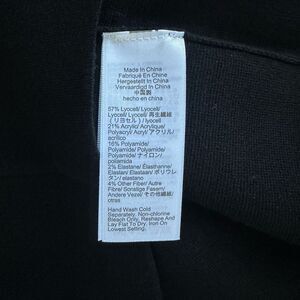 Made In China
Fabriqué En Chine
Hergestellt In China
Vervaardigd In China
中国製
hecho en china
57% Lyocell/ Lyocell/
Lyocell/ Lyocell/ 再生繊維
(リヨセル) / lyocell
21% Acrylic/ Acrylique/
Polyacryl/ Acryl/ アクリル/
acrílico
16% Polyamide/
Polyamide/ Polyamid/
Polyamide/ ナイロン/
poliamida
2% Elastane/ Elasthanne/
Elastan/ Elastaan/ ポリウレ
タン/ elastano
4% Other Fiber/ Autre
Fibre/ Sonstige Fasern/
Andere Vezel/ その他繊維/
otras
Hand Wash Cold
Separately, Non-Chlorine
Bleach Only, Reshape And
Lay Flat To Dry, Iron On
Lowest Setting.